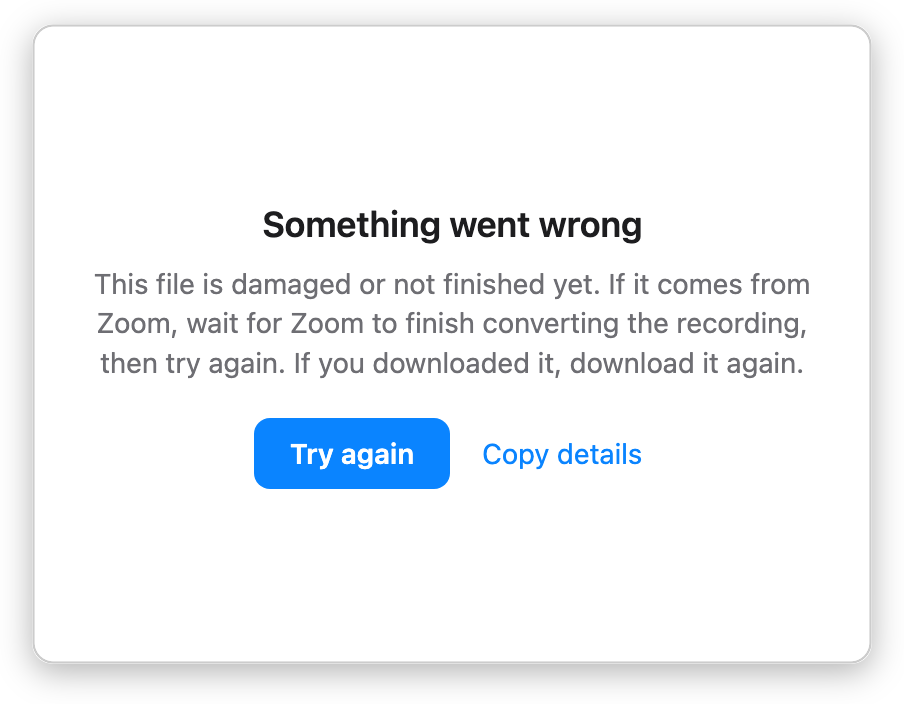 Something went wrong
This file is damaged or not finished yet. If it comes from
Zoom, wait for Zoom to finish converting the recording,
then try again. If you downloaded it, download it again.
Try again
Copy details